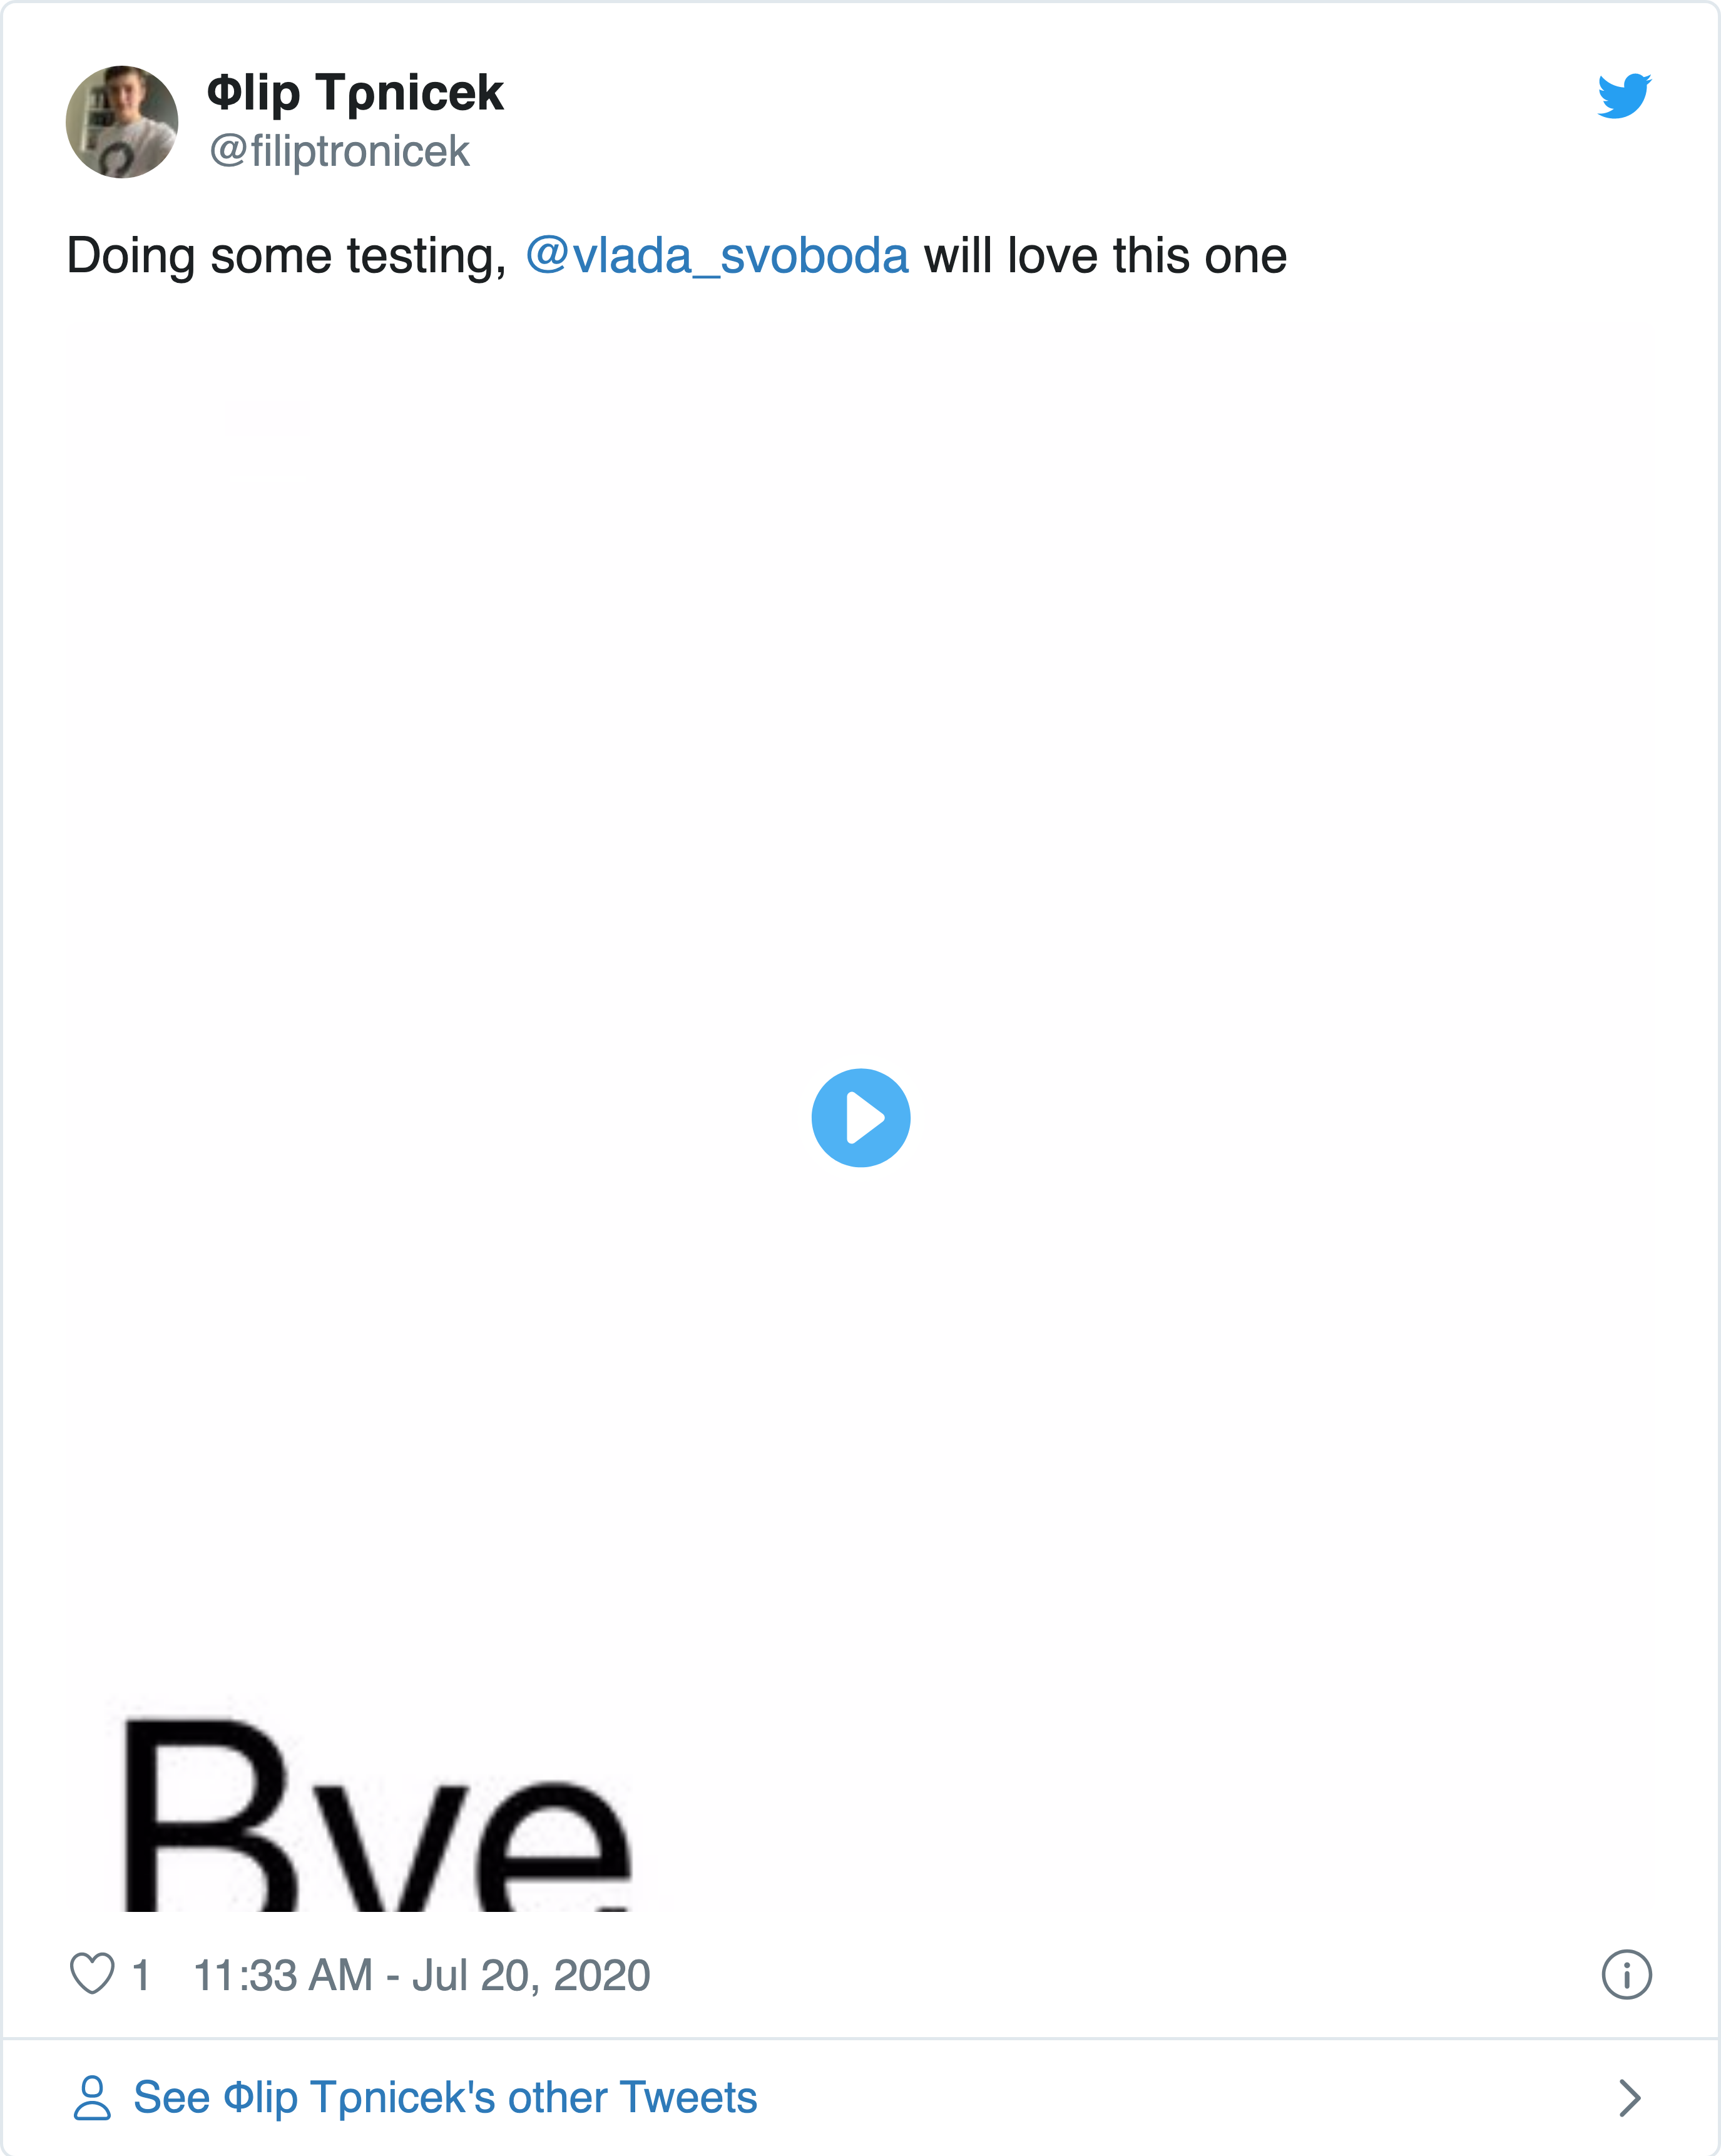 Φlip Tρnicek
@filiptronicek
Doing some testing, @vlada_svoboda will love this one
Bye
1 11:33 AM - Jul 20, 2020
See Φlip Tρnicek's other Tweets